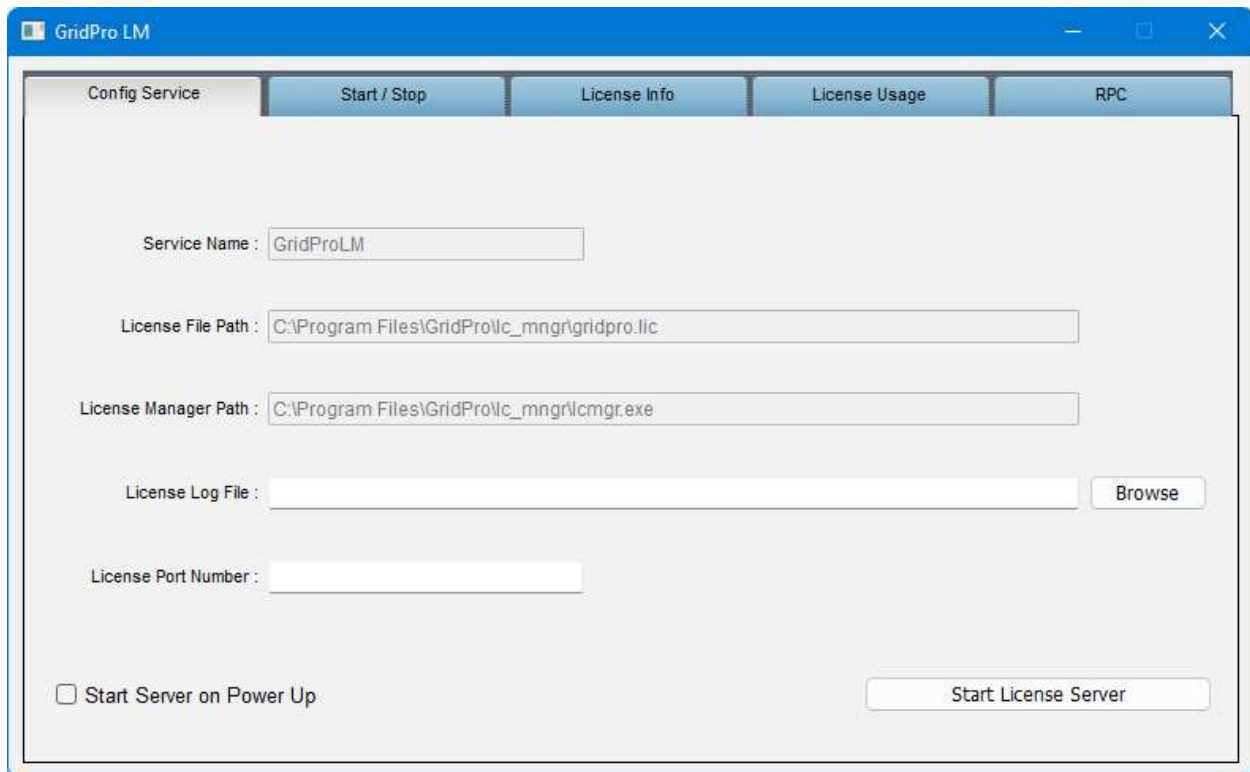 GridPro LM
Config Service Start / Stop License Info License Usage RPC
Service Name : GridProLM
License File Path : C:\Program Files\GridPro\lc_mngr\gridpro.lic
License Manager Path : C:\Program Files\GridPro\lc_mngr\lcmgr.exe
License Log File : Browse
License Port Number :
Start Server on Power Up Start License Server